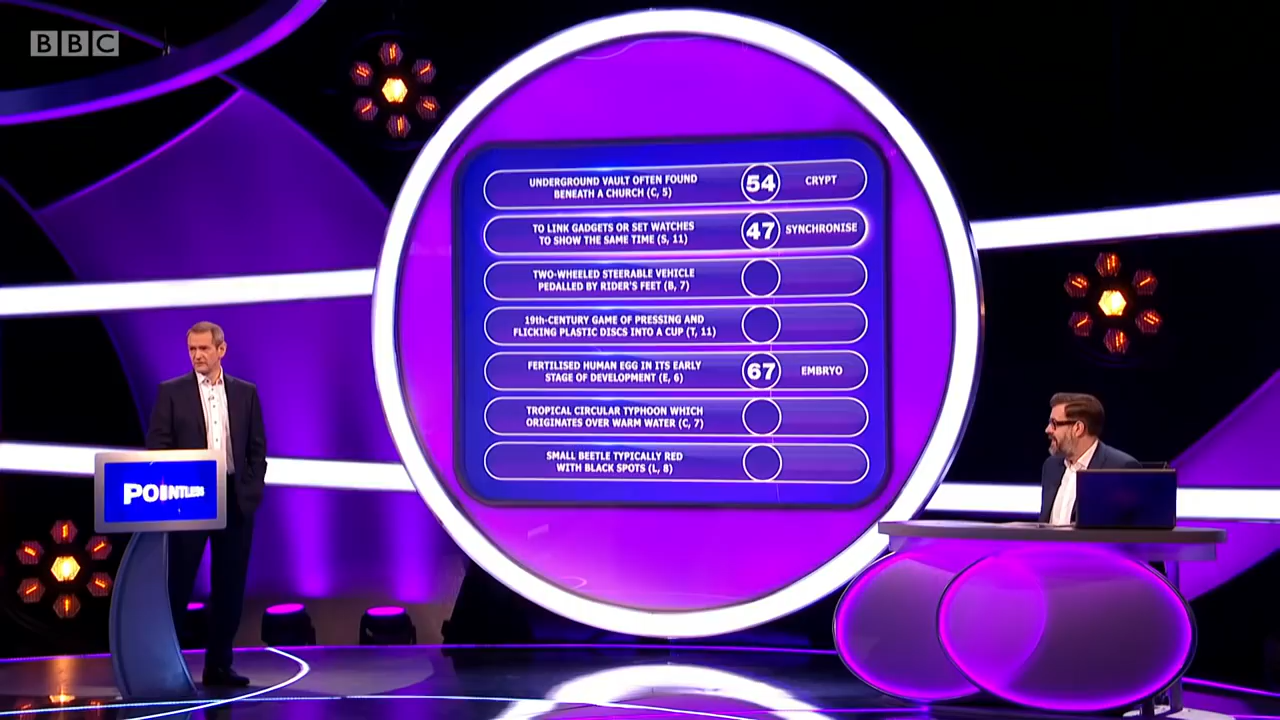 BBC
UNDERGROUND VAULT OFTEN FOUND
BENEATH A CHURCH (C, 5)
54
CRYPT
TO LINK GADGETS OR SET WATCHES
TO SHOW THE SAME TIME (S, 11)
47
SYNCHRONISE
TWO-WHEELED STEERABLE VEHICLE
PEDALLED BY RIDER'S FEET (B, 7)
19th-CENTURY GAME OF PRESSING AND
FLICKING PLASTIC DISCS INTO A CUP (T, 11)
FERTILISED HUMAN EGG IN ITS EARLY
STAGE OF DEVELOPMENT (E, 6)
67
EMBRYO
TROPICAL CIRCULAR TYPHOON WHICH
ORIGINATES OVER WARM WATER (C, 7)
SMALL BEETLE TYPICALLY RED
WITH BLACK SPOTS (L, 8)
POINTLESS